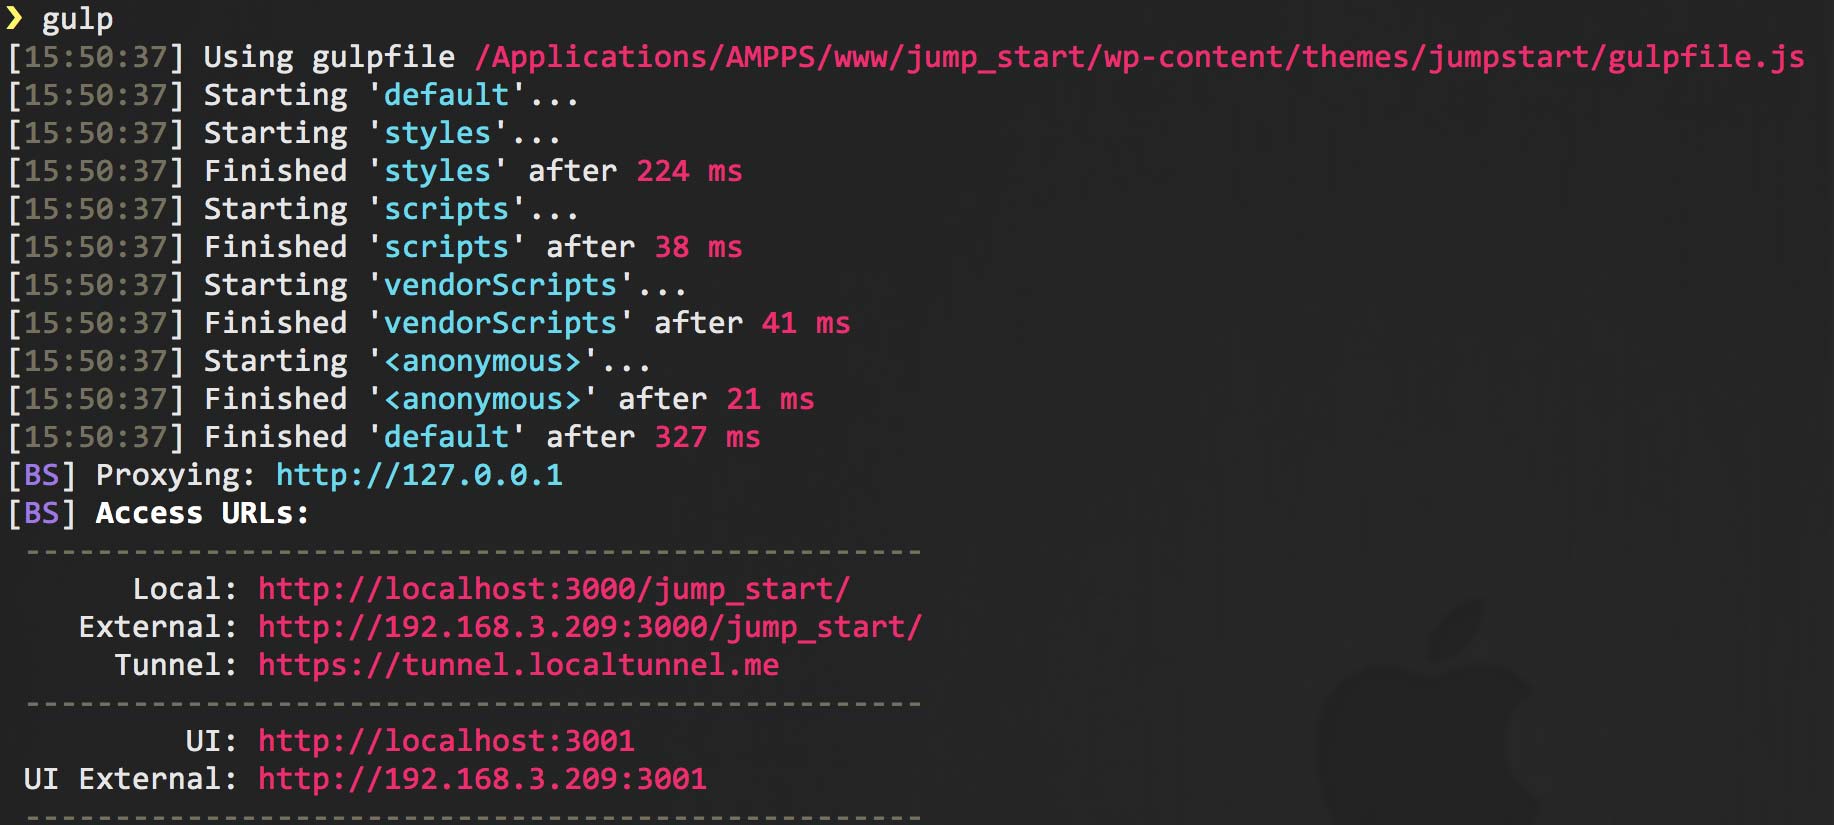 ❯ gulp
[15:50:37] Using gulpfile /Applications/AMPPS/www/jump_start/wp-content/themes/jumpstart/gulpfile.js
[15:50:37] Starting 'default'...
[15:50:37] Starting 'styles'...
[15:50:37] Finished 'styles' after 224 ms
[15:50:37] Starting 'scripts'...
[15:50:37] Finished 'scripts' after 38 ms
[15:50:37] Starting 'vendorScripts'...
[15:50:37] Finished 'vendorScripts' after 41 ms
[15:50:37] Starting '<anonymous>'...
[15:50:37] Finished '<anonymous>' after 21 ms
[15:50:37] Finished 'default' after 327 ms
[BS] Proxying: http://127.0.0.1
[BS] Access URLs:
--------------------------------------------------
Local: http://localhost:3000/jump_start/
External: http://192.168.3.209:3000/jump_start/
Tunnel: https://tunnel.localtunnel.me
--------------------------------------------------
UI: http://localhost:3001
UI External: http://192.168.3.209:3001
--------------------------------------------------